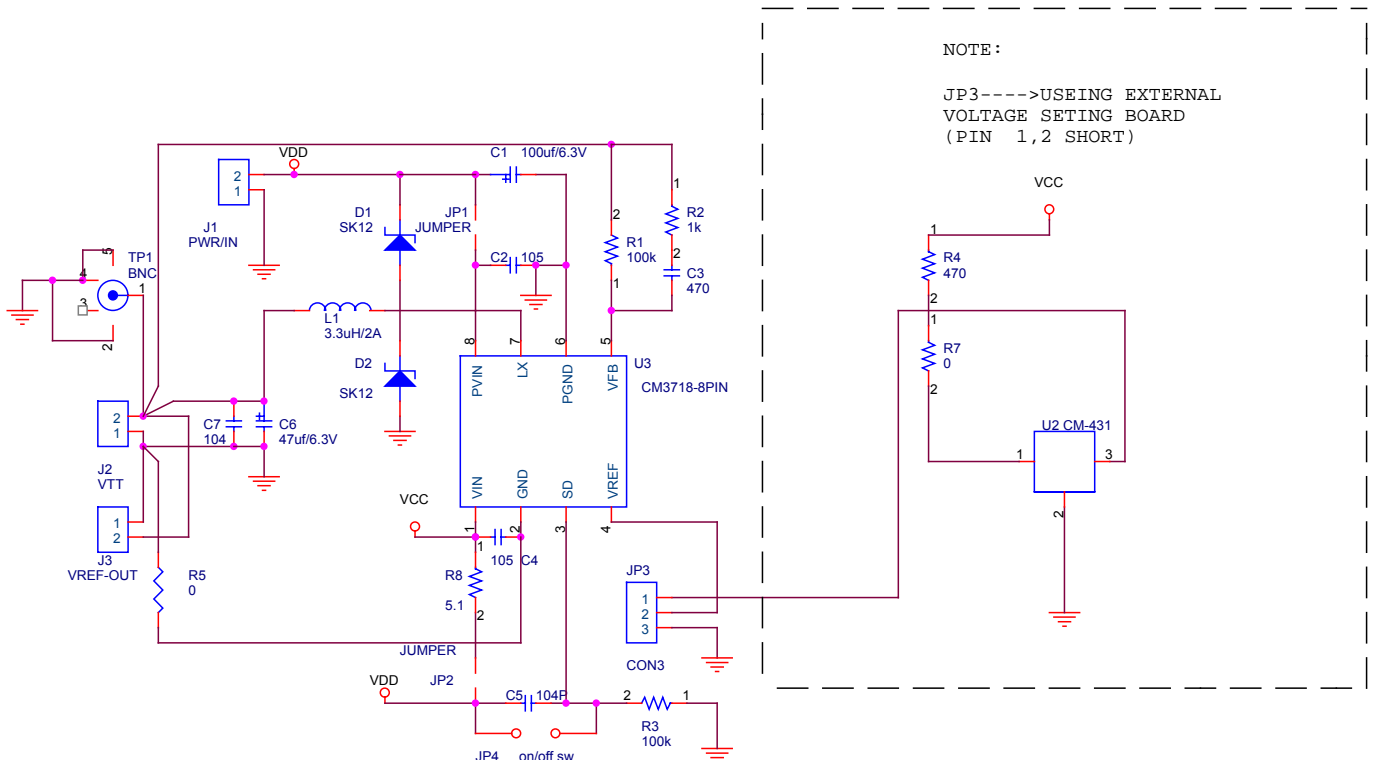 NOTE:
JP3---->USEING EXTERNAL
VOLTAGE SETING BOARD
(PIN 1,2 SHORT)
VCC
1
R4
470
2
1
R7
0
2
U2 CM-431
1
3
2
VDD
C1 100uf/6.3V
2
1
J1
PWR/IN
D1
SK12
JP1
JUMPER
C2 105
2
R1
100k
1
1
R2
1k
2
C3
470
TP1
BNC
5
4
3
2
1
L1
3.3uH/2A
D2
SK12
8
7
6
5
U3
CM3718-8PIN
PVIN
LX
PGND
VFB
VIN
GND
SD
VREF
1
2
3
4
2
1
J2
VTT
C7
104
C6
47uf/6.3V
1
2
J3
VREF-OUT
R5
0
VCC
105 C4
1
R8
5.1
2
JUMPER
JP2
VDD
C5 104P
2
1
R3
100k
JP4 on/off sw
JP3
1
2
3
CON3